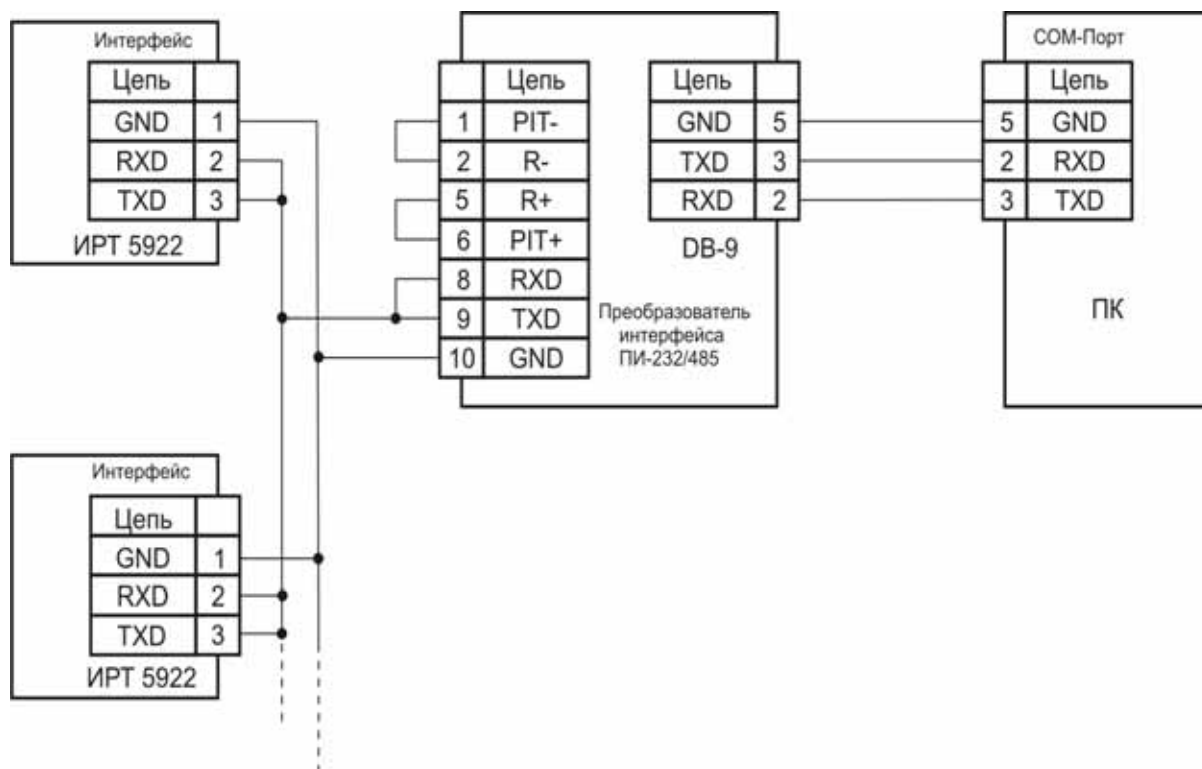 Интерфейс
Цепь
GND 1
RXD 2
TXD 3
ИРТ 5922
Цепь
1 PIT-
2 R-
5 R+
6 PIT+
8 RXD
9 TXD
10 GND
Цепь
GND 5
TXD 3
RXD 2
DB-9
Преобразователь
интерфейса
ПИ-232/485
COM-Порт
Цепь
5 GND
2 RXD
3 TXD
ПК
Интерфейс
Цепь
GND 1
RXD 2
TXD 3
ИРТ 5922